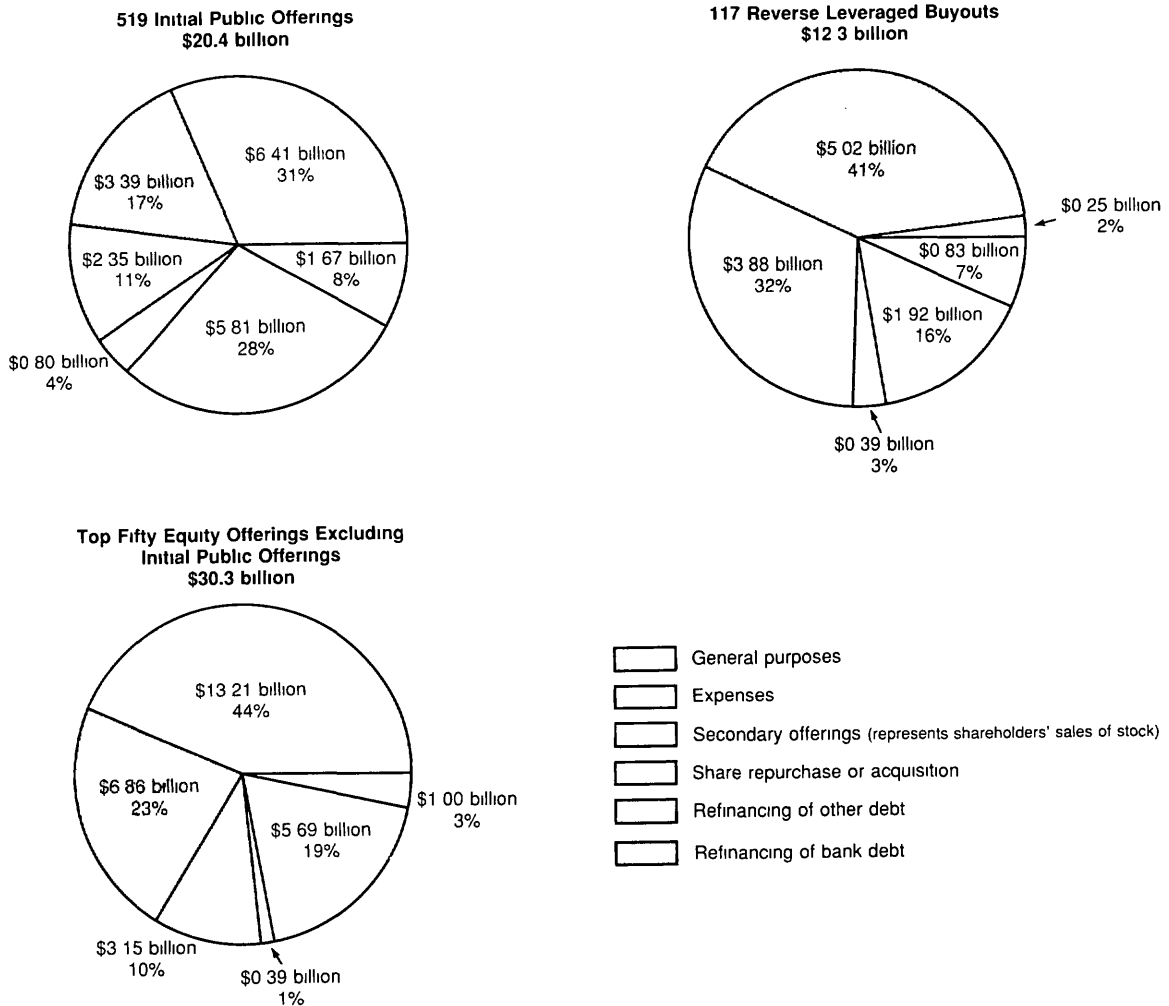 519 Initial Public Offerings
$20.4 billion
$6 41 billion
31%
$3 39 billion
17%
$2 35 billion
11%
$1 67 billion
8%
$5 81 billion
28%
$0 80 billion
4%
117 Reverse Leveraged Buyouts
$12 3 billion
$5 02 billion
41%
$0 25 billion
2%
$0 83 billion
7%
$3 88 billion
32%
$1 92 billion
16%
$0 39 billion
3%
Top Fifty Equity Offerings Excluding
Initial Public Offerings
$30.3 billion
$13 21 billion
44%
$6 86 billion
23%
$1 00 billion
3%
$5 69 billion
19%
$3 15 billion
10%
$0 39 billion
1%
General purposes
Expenses
Secondary offerings (represents shareholders' sales of stock)
Share repurchase or acquisition
Refinancing of other debt
Refinancing of bank debt